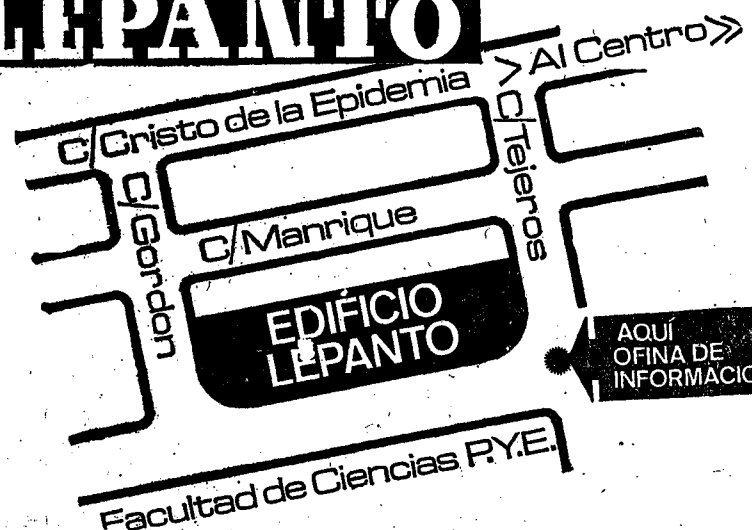 LEPANTO
> Al Centro>>
C/Cristo de la Epidemia
C/Tejeros
C/Gordon
C/Manrique
EDIFICIO
LEPANTO
AQUÍ
OFINA DE
INFORMACIO
Facultad de Ciencias P.Y.E.